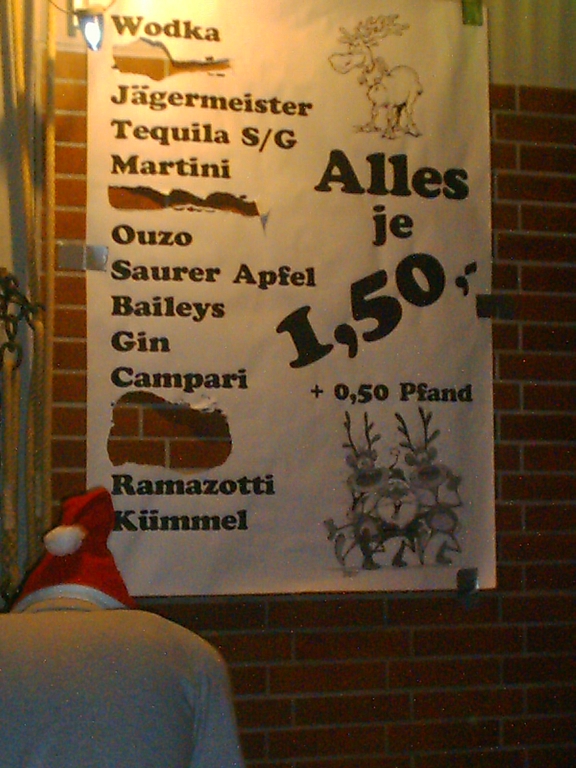 Wodka
Jägermeister
Tequila S/G
Martini
Ouzo
Saurer Apfel
Baileys
Gin
Campari
Ramazotti
Kümmel
Alles
je
1,50,-
+ 0,50 Pfand